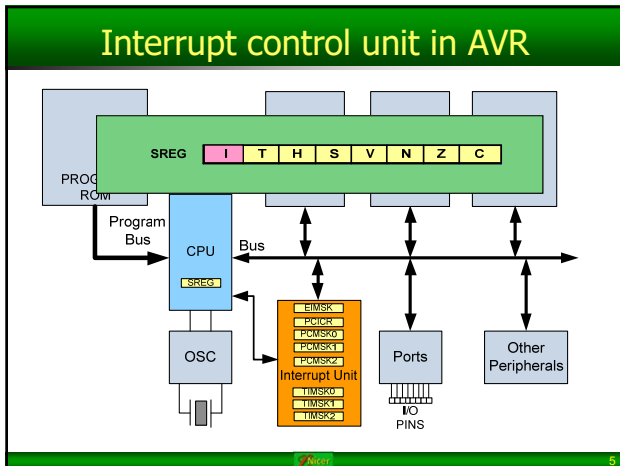 Interrupt control unit in AVR
SREG I T H S V N Z C
PROG
ROM
Program
Bus
CPU
Bus
SREG
OSC
EIMSK
PCICR
PCMSK0
PCMSK1
PCMSK2
Interrupt Unit
TIMSK0
TIMSK1
TIMSK2
Ports
I/O
PINS
Other
Peripherals
Nicer
5